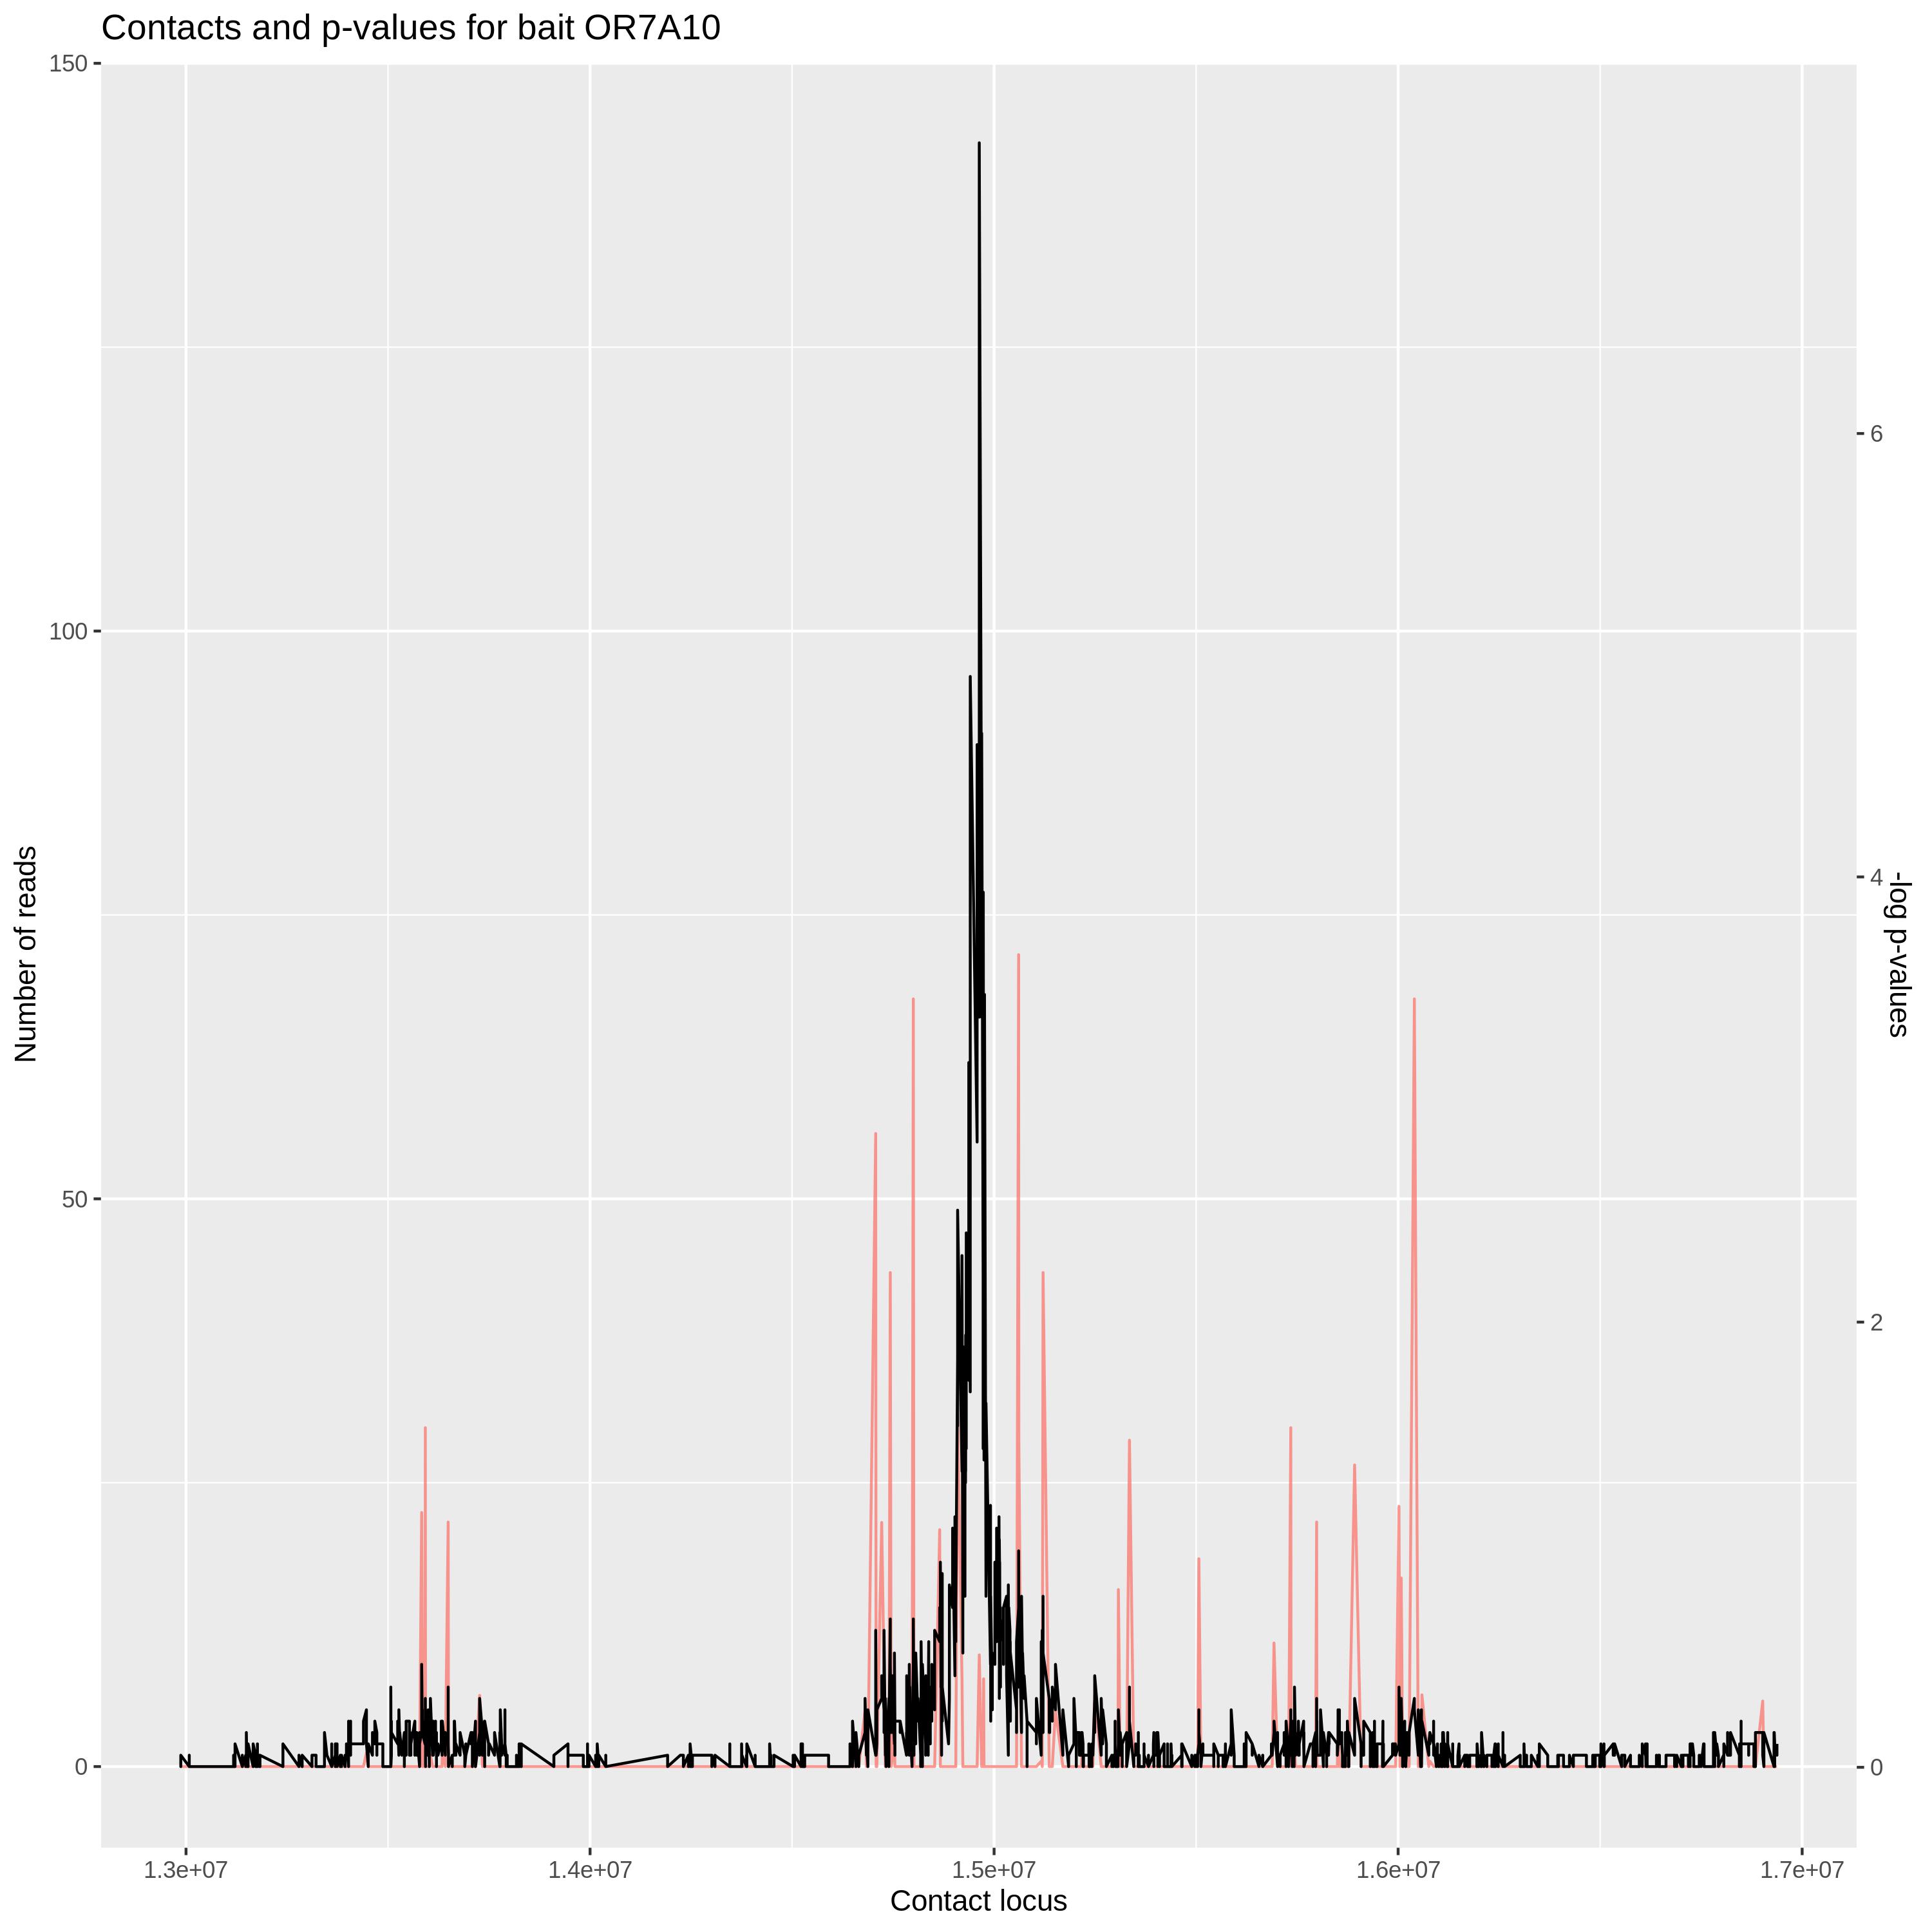 Contacts and p-values for bait OR7A10
150
100
50
0
Number of reads
6
4
2
0
-log p-values
1.3e+07
1.4e+07
1.5e+07
1.6e+07
1.7e+07
Contact locus